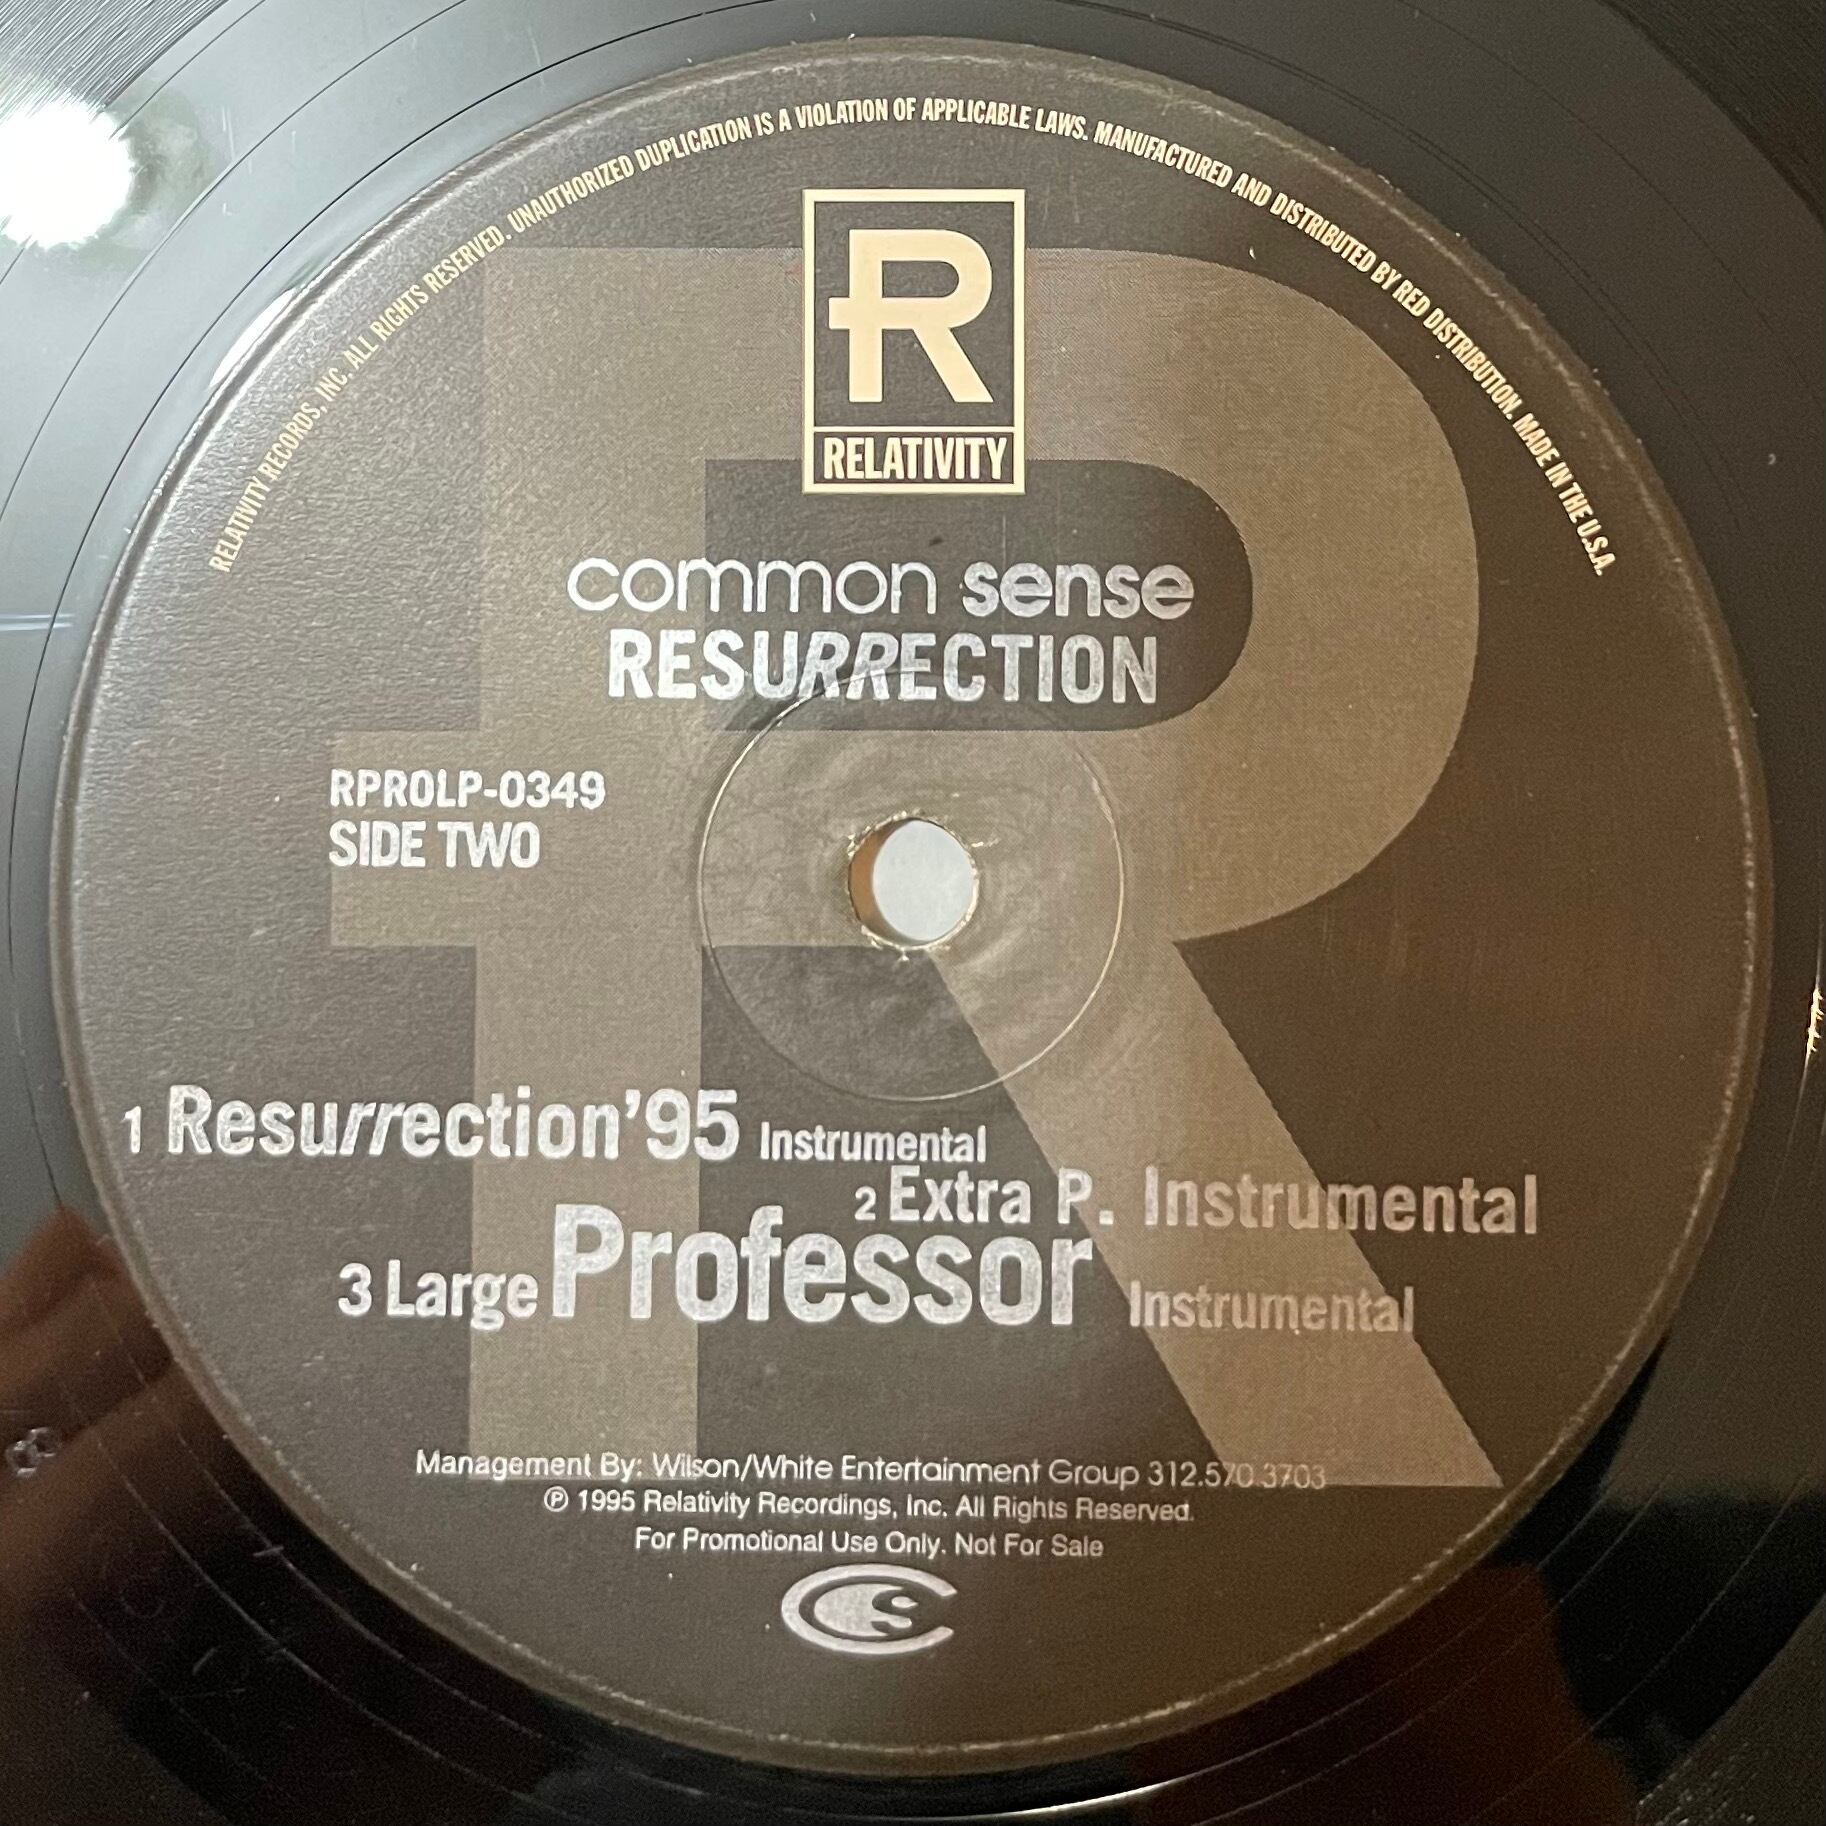 RELATIVITY RECORDS, INC. ALL RIGHTS RESERVED. UNAUTHORIZED DUPLICATION IS A VIOLATION OF APPLICABLE LAWS. MANUFACTURED AND DISTRIBUTED BY RED DISTRIBUTION. MADE IN THE U.S.A.
R
RELATIVITY
common sense
RESURRECTION
RPROLP-0349
SIDE TWO
1 Resurrection'95 Instrumental
2 Extra P. Instrumental
3 Large Professor Instrumental
Management By: Wilson/White Entertainment Group 312.570.3703
℗ 1995 Relativity Recordings, Inc. All Rights Reserved.
For Promotional Use Only. Not For Sale
CS